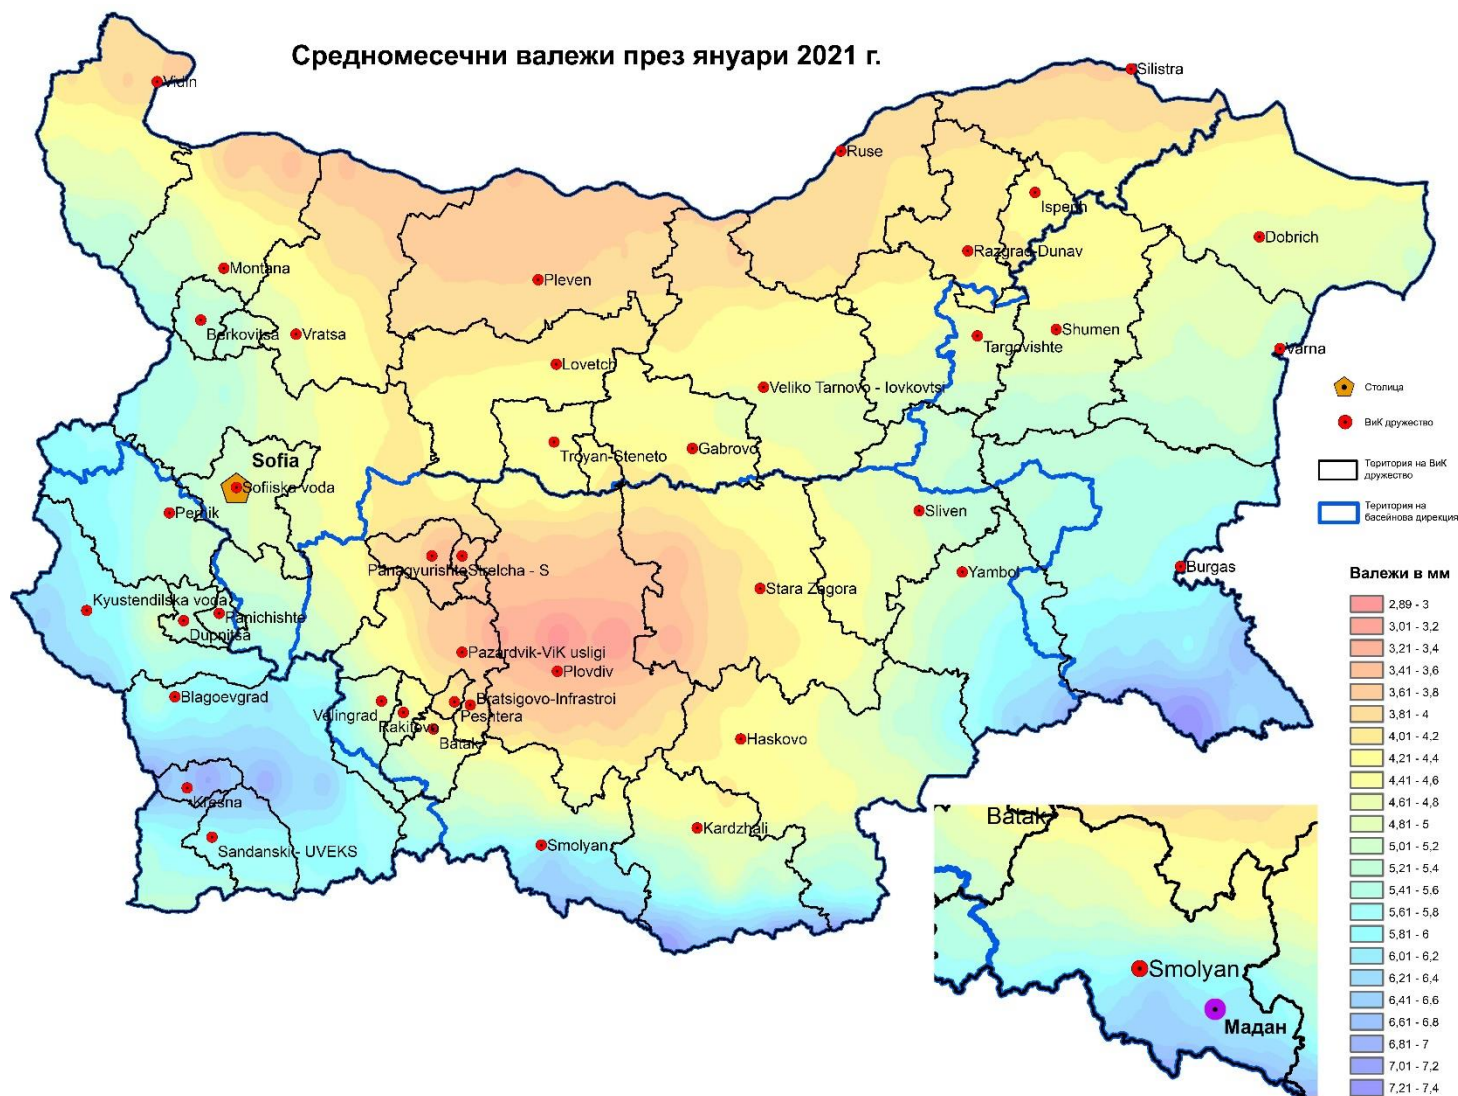 Средномесечни валежи през януари 2021 г.
Vidin
Silistra
Ruse
Ispeph
Dobrich
Razgrad-Dunav
Montana
Pleven
Berkovitsa
Vratsa
Shumen
Targovishte
Varna
Lovetch
Veliko Tarnovo - Iovkovtsi
Troyan-Steneto
Gabrovo
Sofia
Sofiiska voda
Pernik
Sliven
Panagyurishte
Strelcha - S
Yambol
Burgas
Stara Zagora
Kyustendilska voda
Panichishte
Dupnitsa
Pazardvik-ViK usligi
Plovdiv
Blagoevgrad
Velingrad
Rakitovo
Bratsigovo-Infrastroi
Peshtera
Batak
Haskovo
Kresna
Sandanski - UVEKS
Smolyan
Kardzhali
Столица
ВиК дружество
Територия на ВиК
дружество
Територия на
басейнова дирекция
Валежи в мм
2,89 - 3
3,01 - 3,2
3,21 - 3,4
3,41 - 3,6
3,61 - 3,8
3,81 - 4
4,01 - 4,2
4,21 - 4,4
4,41 - 4,6
4,61 - 4,8
4,81 - 5
5,01 - 5,2
5,21 - 5,4
5,41 - 5,6
5,61 - 5,8
5,81 - 6
6,01 - 6,2
6,21 - 6,4
6,41 - 6,6
6,61 - 6,8
6,81 - 7
7,01 - 7,2
7,21 - 7,4
Batak
Smolyan
Мадан